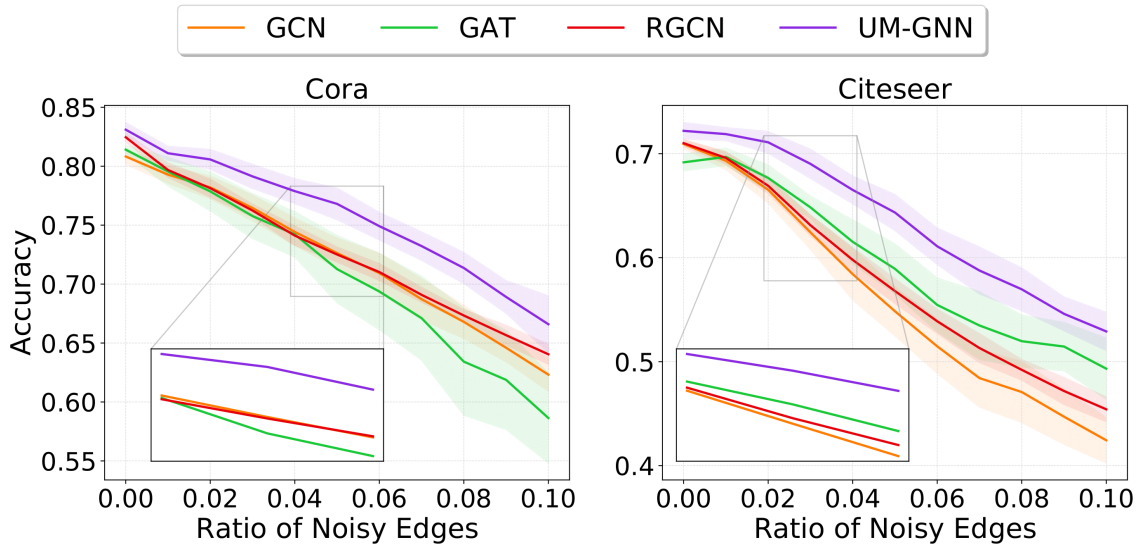 GCN GAT RGCN UM-GNN
Cora
Citeseer
Accuracy
0.85
0.80
0.75
0.70
0.65
0.60
0.55
0.00 0.02 0.04 0.06 0.08 0.10
Ratio of Noisy Edges
0.7
0.6
0.5
0.4
0.00 0.02 0.04 0.06 0.08 0.10
Ratio of Noisy Edges